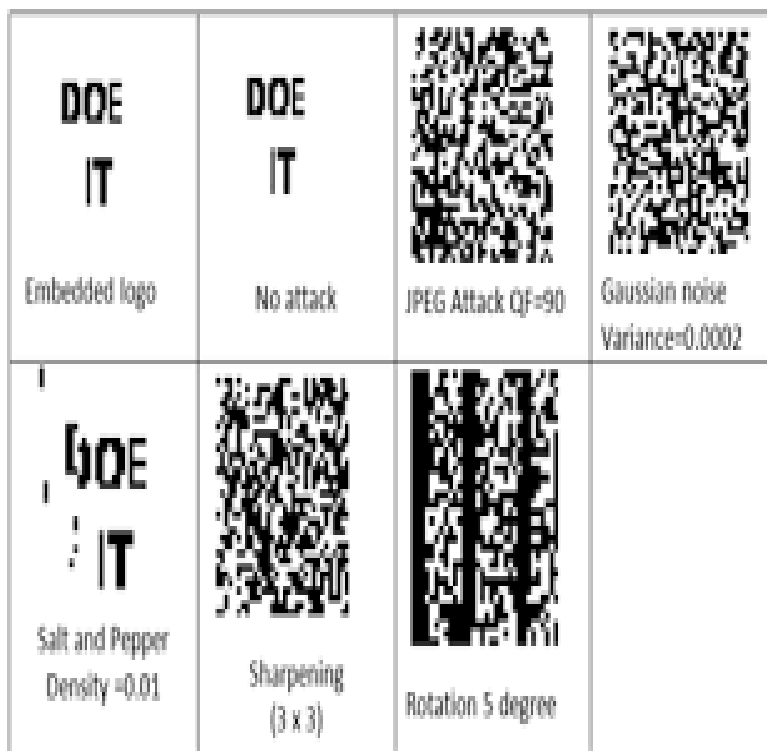 DOE
IT
Embedded logo
DOE
IT
No attack
JPEG Attack QF=90
Gaussian noise
Variance=0.0002
DOE
IT
Salt and Pepper
Density =0.01
Sharpening
(3 x 3)
Rotation 5 degree